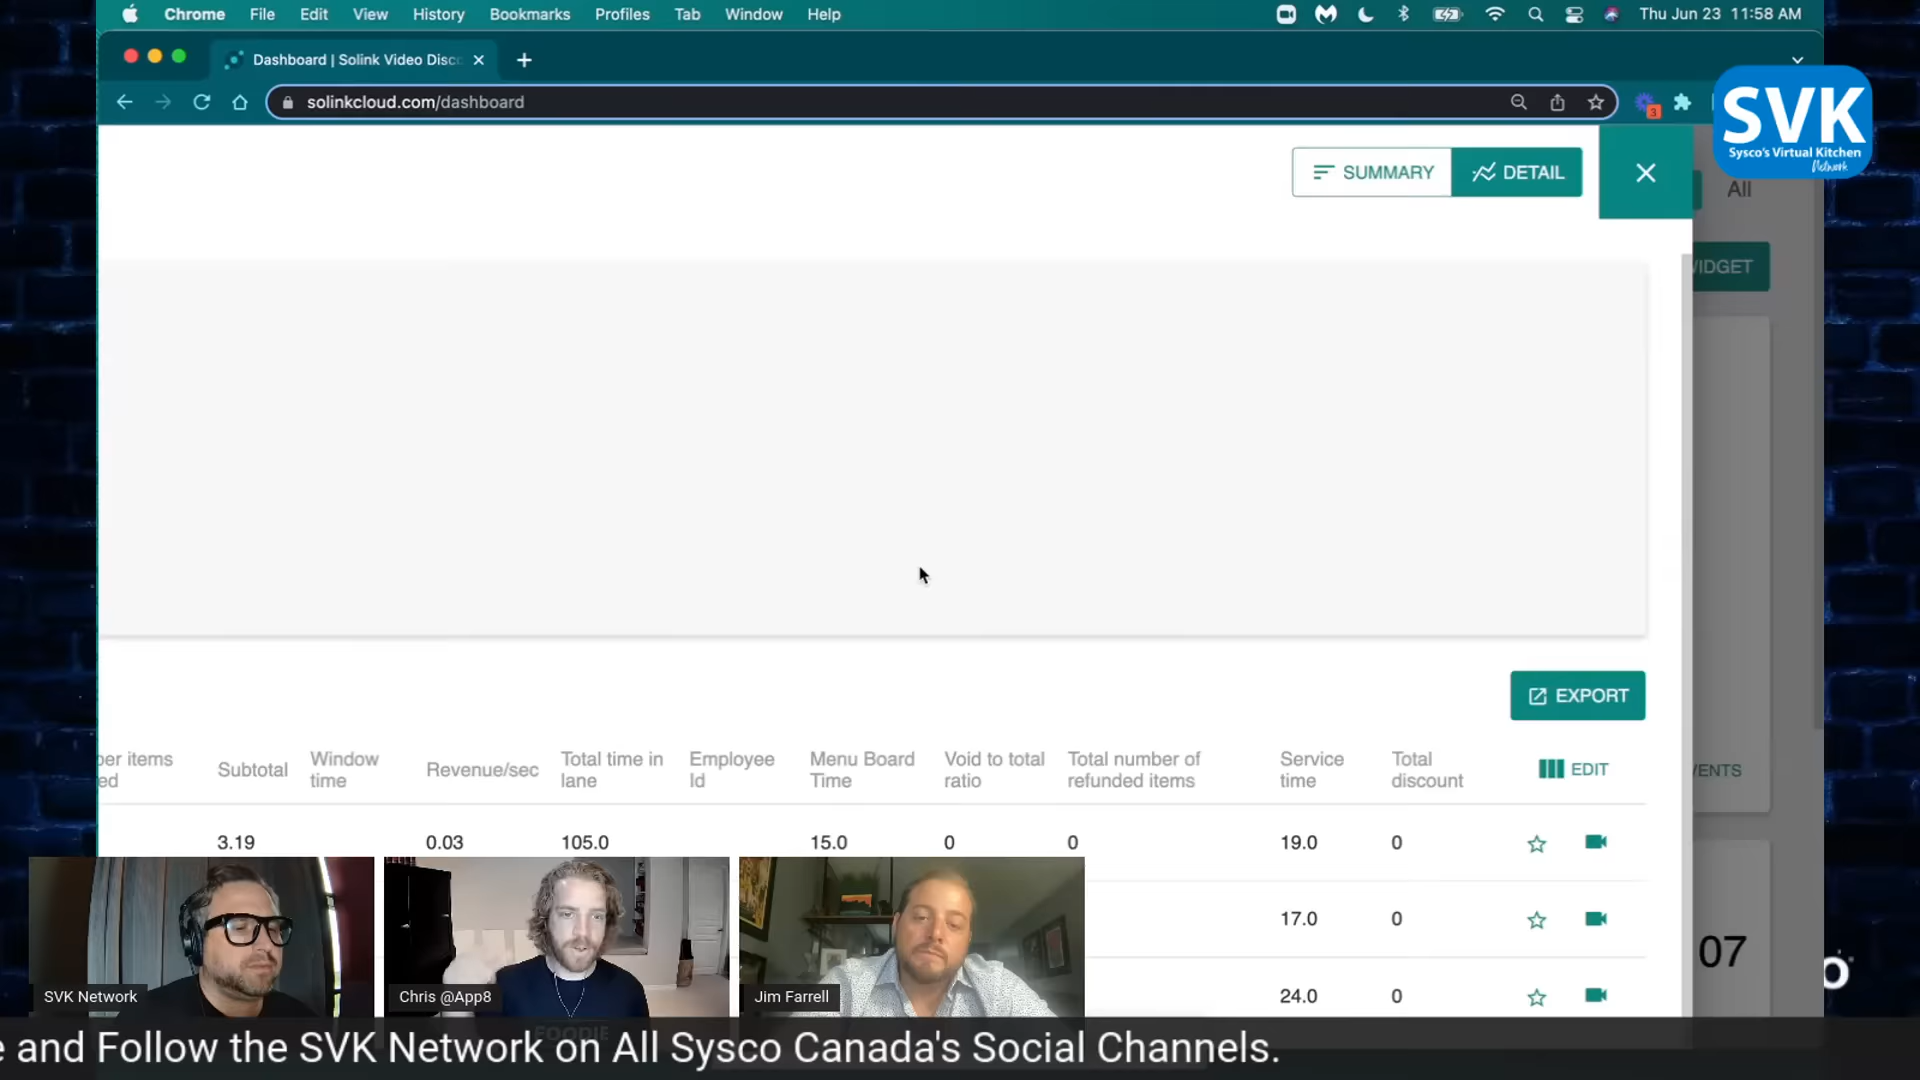 Chrome File Edit View History Bookmarks Profiles Tab Window Help Thu Jun 23 11:58 AM
Dashboard | Solink Video Disc
solinkcloud.com/dashboard
3
SVK
Sysco's Virtual Kitchen
Network
SUMMARY DETAIL
All
WIDGET
EXPORT
per items
ed
Subtotal
Window
time
Revenue/sec
Total time in
lane
Employee
Id
Menu Board
Time
Void to total
ratio
Total number of
refunded items
Service
time
Total
discount
EDIT
VENTS
3.19 0.03 105.0 15.0 0 0 19.0 0
17.0 0
07
24.0 0
SVK Network
Chris @App8
Jim Farrell
e and Follow the SVK Network on All Sysco Canada's Social Channels.